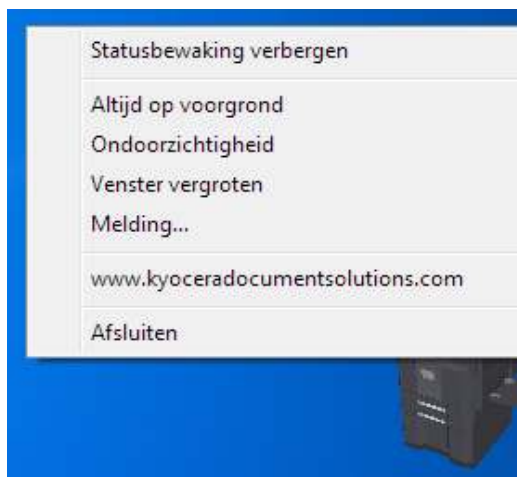 Statusbewaking verbergen
Altijd op voorgrond
Ondoorzichtigheid
Venster vergroten
Melding...
www.kyoceradocumentsolutions.com
Afsluiten